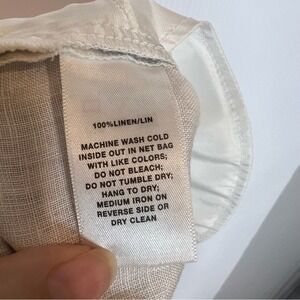 100%LINEN/LIN
MACHINE WASH COLD
INSIDE OUT IN NET BAG
WITH LIKE COLORS;
DO NOT BLEACH;
DO NOT TUMBLE DRY;
HANG TO DRY;
MEDIUM IRON ON
REVERSE SIDE OR
DRY CLEAN